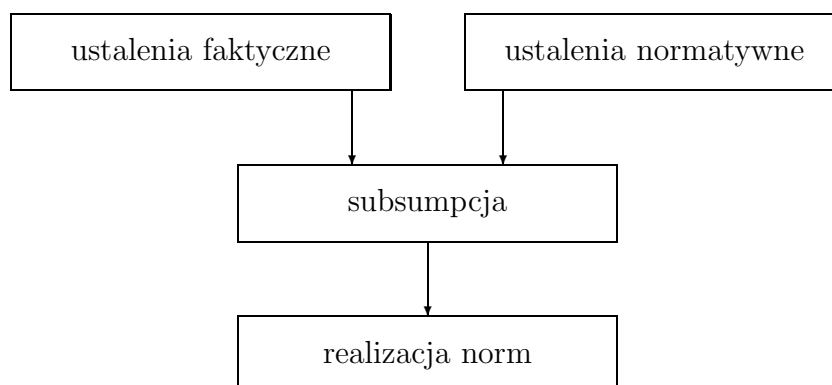 ustalenia faktyczne
ustalenia normatywne
subsumpcja
realizacja norm